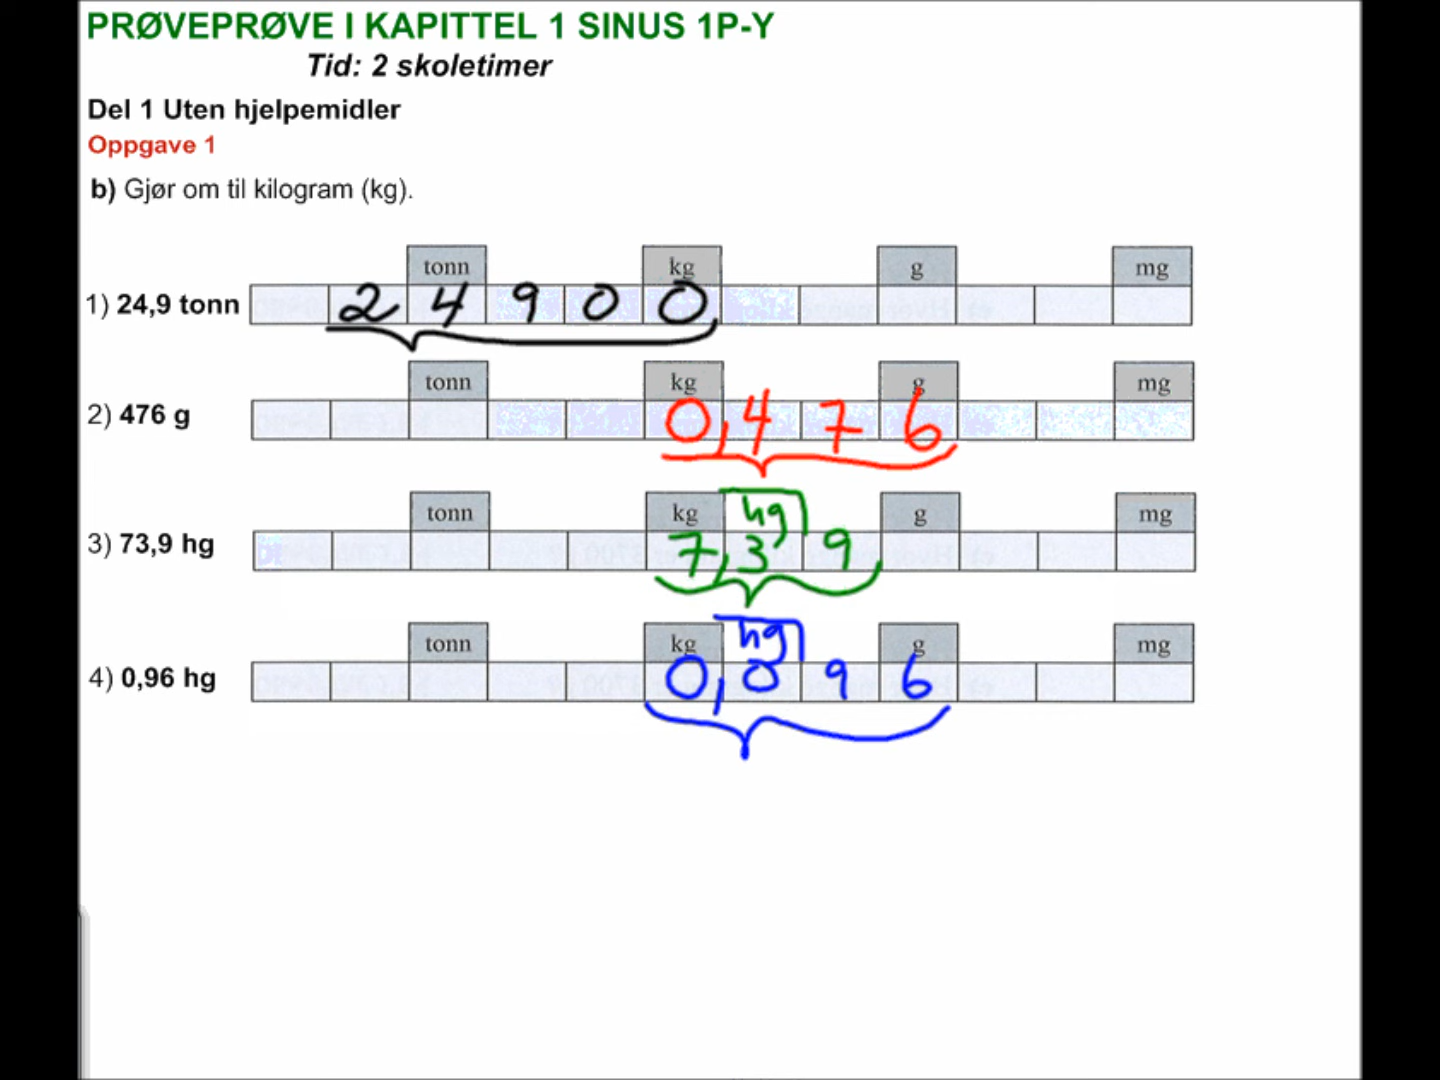 PRØVEPRØVE I KAPITTEL 1 SINUS 1P-Y
Tid: 2 skoletimer
Del 1 Uten hjelpemidler
Oppgave 1
b) Gjør om til kilogram (kg).
tonn kg g mg
1) 24,9 tonn 2 4 9 0 0,
tonn kg g mg
2) 476 g 0,4 7 6
tonn kg hg g mg
3) 73,9 hg 7,3 9
tonn kg hg g mg
4) 0,96 hg 0,0 9 6